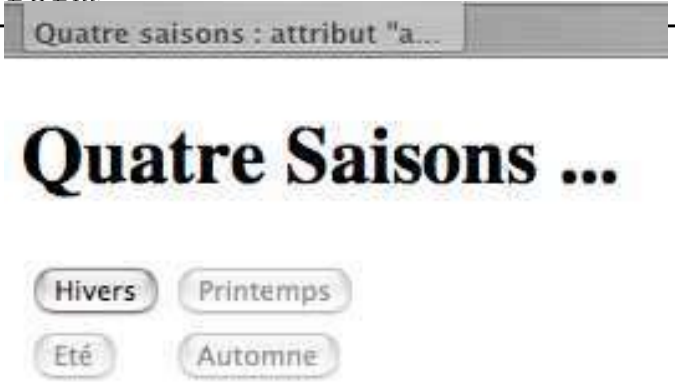 Quatre saisons : attribut "a...
Quatre Saisons ...
Hivers Printemps
Eté Automne